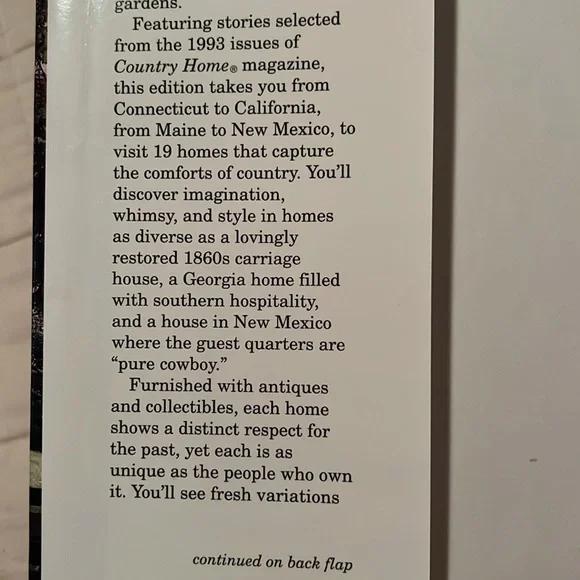 gardens.
Featuring stories selected
from the 1993 issues of
Country Home® magazine,
this edition takes you from
Connecticut to California,
from Maine to New Mexico, to
visit 19 homes that capture
the comforts of country. You'll
discover imagination,
whimsy, and style in homes
as diverse as a lovingly
restored 1860s carriage
house, a Georgia home filled
with southern hospitality,
and a house in New Mexico
where the guest quarters are
“pure cowboy.”
Furnished with antiques
and collectibles, each home
shows a distinct respect for
the past, yet each is as
unique as the people who own
it. You'll see fresh variations
continued on back flap